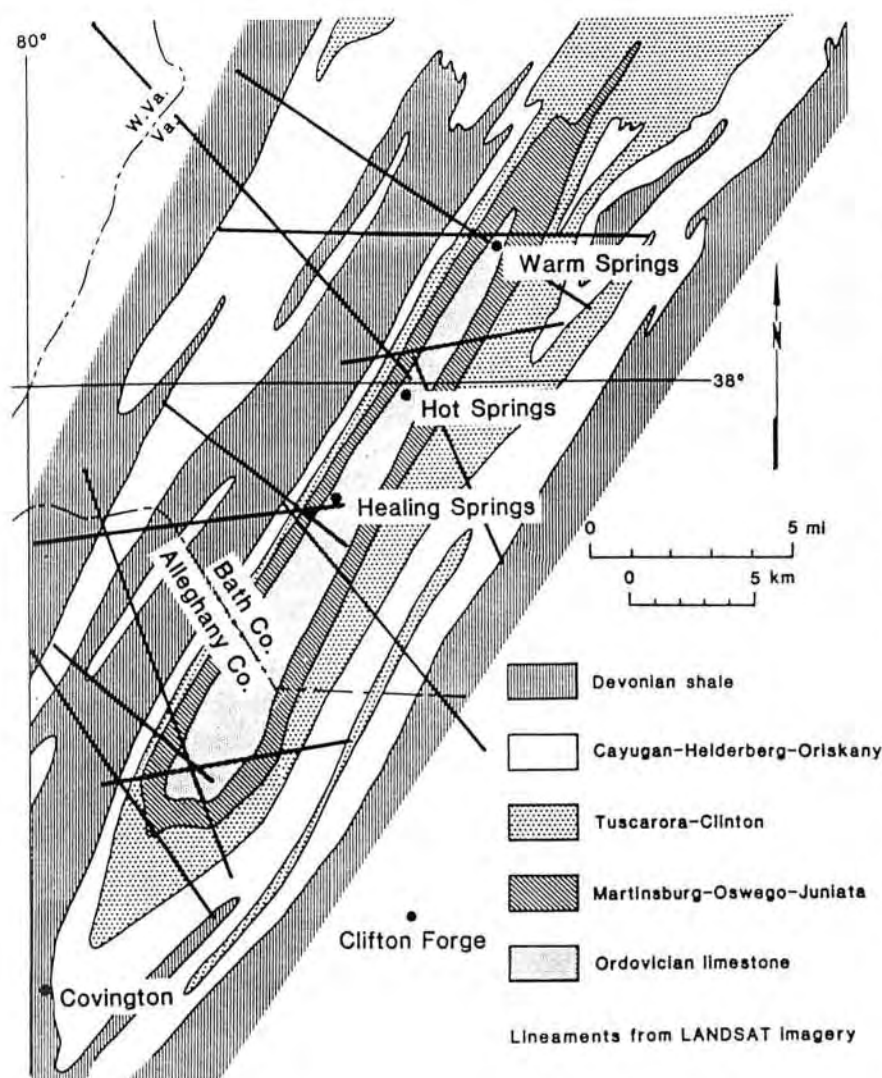 80°
W.Va.
Va.
Warm Springs
N
38°
Hot Springs
0 5 mi
Healing Springs
0 5 km
Bath Co.
Alleghany Co.
Devonian shale
Cayugan-Helderberg-Oriskany
Tuscarora-Clinton
Martinsburg-Oswego-Juniata
Clifton Forge
Ordovician limestone
Covington
Lineaments from LANDSAT imagery